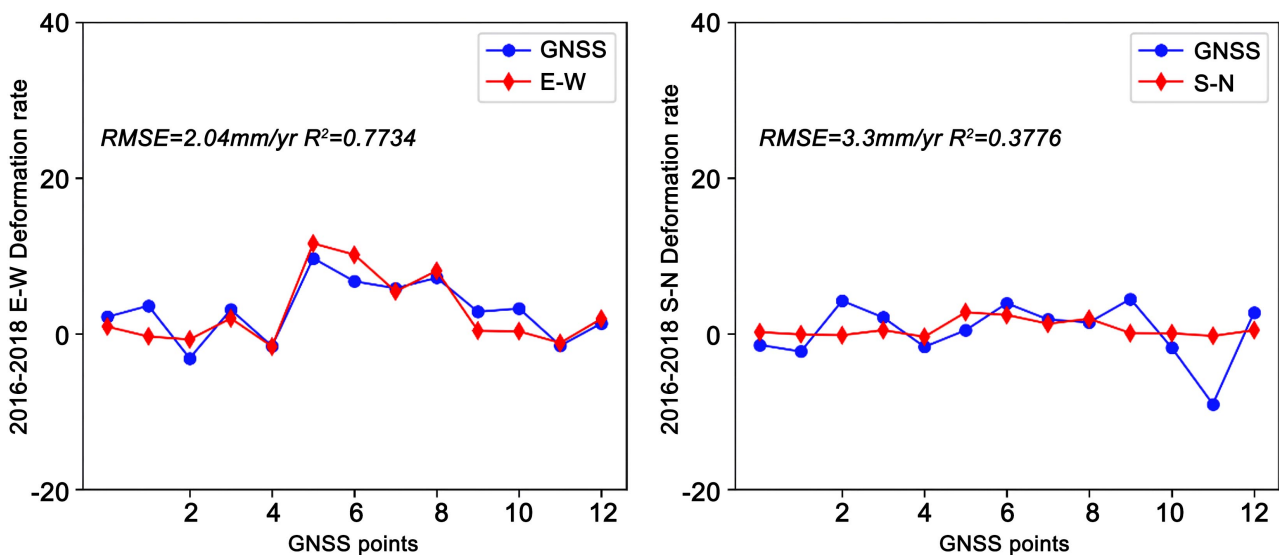 2016-2018 E-W Deformation rate
40
20
0
-20
GNSS
E-W
RMSE=2.04mm/yr R²=0.7734
2 4 6 8 10 12
GNSS points
2016-2018 S-N Deformation rate
40
20
0
-20
GNSS
S-N
RMSE=3.3mm/yr R²=0.3776
2 4 6 8 10 12
GNSS points